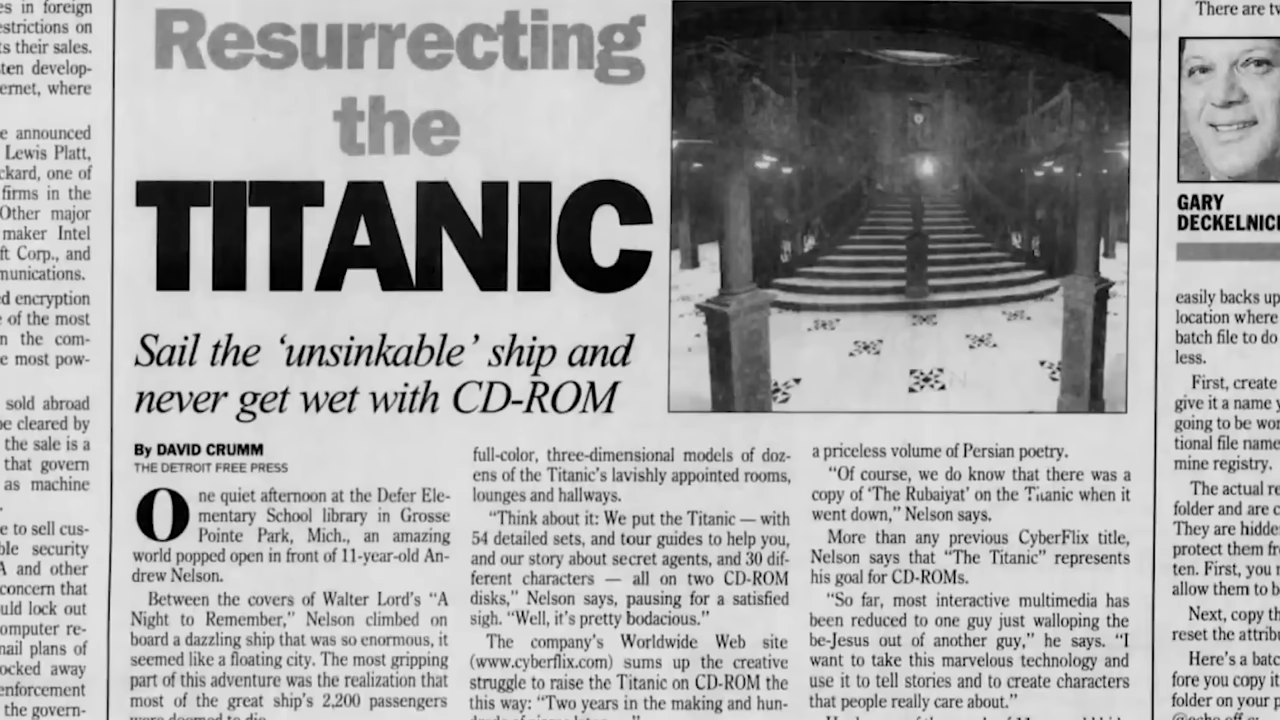 es in foreign
estrictions on
ts their sales.
ten develop-
ernet, where
e announced
Lewis Platt,
ckard, one of
firms in the
Other major
maker Intel
ft Corp., and
munications.
ed encryption
e of the most
n the com-
e most pow-
sold abroad
be cleared by
the sale is a
that govern
as machine
e to sell cus-
ble security
A and other
concern that
uld lock out
omputer re-
mail plans of
ocked away
enforcement
the govern-
Resurrecting
the
TITANIC
Sail the ‘unsinkable’ ship and
never get wet with CD-ROM
By DAVID CRUMM
THE DETROIT FREE PRESS
One quiet afternoon at the Defer Ele-
mentary School library in Grosse
Pointe Park, Mich., an amazing
world popped open in front of 11-year-old An-
drew Nelson.
Between the covers of Walter Lord’s “A
Night to Remember,” Nelson climbed on
board a dazzling ship that was so enormous, it
seemed like a floating city. The most gripping
part of this adventure was the realization that
most of the great ship’s 2,200 passengers
were doomed to die.
full-color, three-dimensional models of doz-
ens of the Titanic’s lavishly appointed rooms,
lounges and hallways.
“Think about it: We put the Titanic — with
54 detailed sets, and tour guides to help you,
and our story about secret agents, and 30 dif-
ferent characters — all on two CD-ROM
disks,” Nelson says, pausing for a satisfied
sigh. “Well, it’s pretty bodacious.”
The company’s Worldwide Web site
(www.cyberflix.com) sums up the creative
struggle to raise the Titanic on CD-ROM the
this way: “Two years in the making and hun-
a priceless volume of Persian poetry.
“Of course, we do know that there was a
copy of ‘The Rubaiyat’ on the Titanic when it
went down,” Nelson says.
More than any previous CyberFlix title,
Nelson says that “The Titanic” represents
his goal for CD-ROMs.
“So far, most interactive multimedia has
been reduced to one guy just walloping the
be-Jesus out of another guy,” he says. “I
want to take this marvelous technology and
use it to tell stories and to create characters
that people really care about.”
There are tw
GARY
DECKELNICK
easily backs up
location where
batch file to do
less.
First, create
give it a name y
going to be wor
tional file name
mine registry.
The actual re
folder and are c
They are hidde
protect them fr
ten. First, you n
allow them to b
Next, copy th
reset the attrib
Here’s a batc
fore you copy it
folder on your p
@echo off